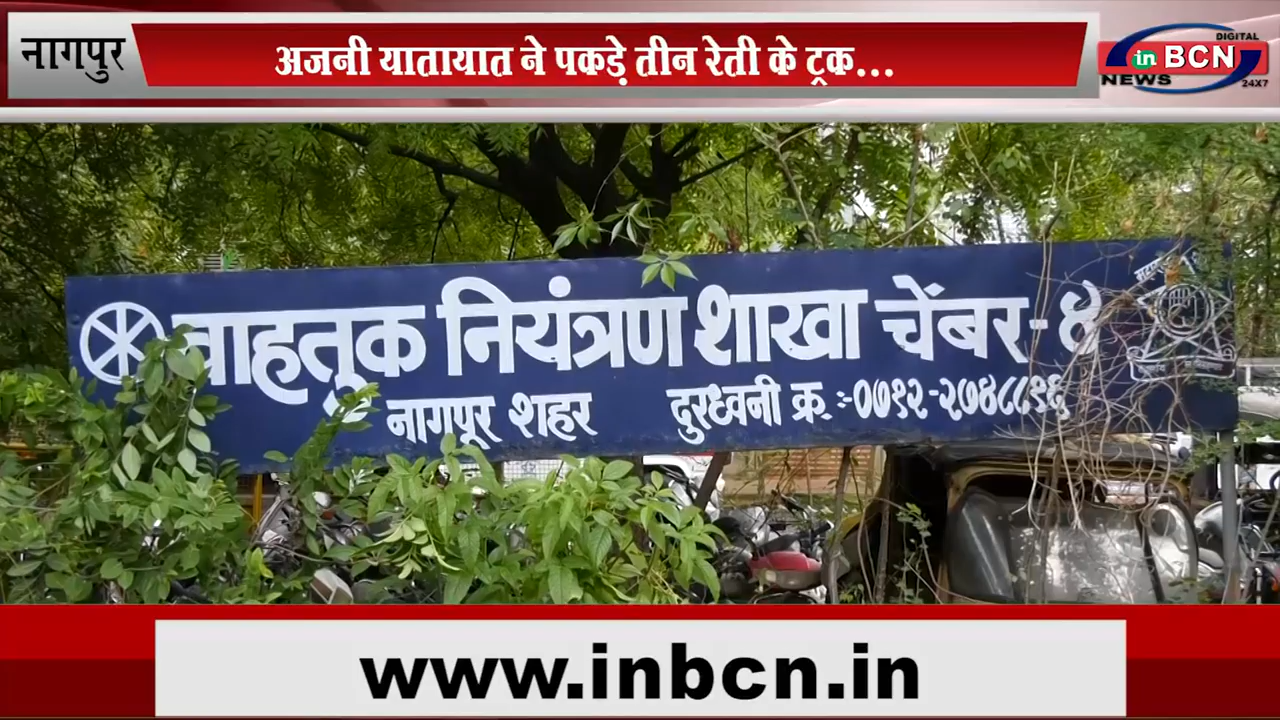 नागपुर
अजनी यातायात ने पकड़े तीन रेती के ट्रक...
DIGITAL
in BCN
NEWS
24X7
वाहतुक नियंत्रण शाखा चेंबर-४
नागपूर शहर दुरध्वनी क्र :-०७१२-२७४८८९६
www.inbcn.in